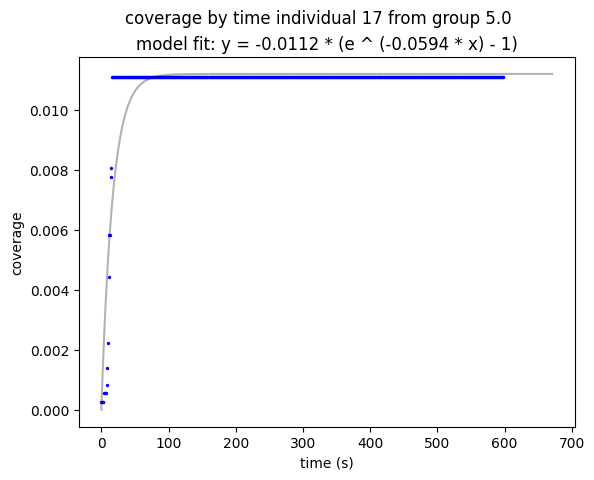 coverage by time individual 17 from group 5.0
model fit: y = -0.0112 * (e ^ (-0.0594 * x) - 1)
coverage
0.010
0.008
0.006
0.004
0.002
0.000
0 100 200 300 400 500 600 700
time (s)